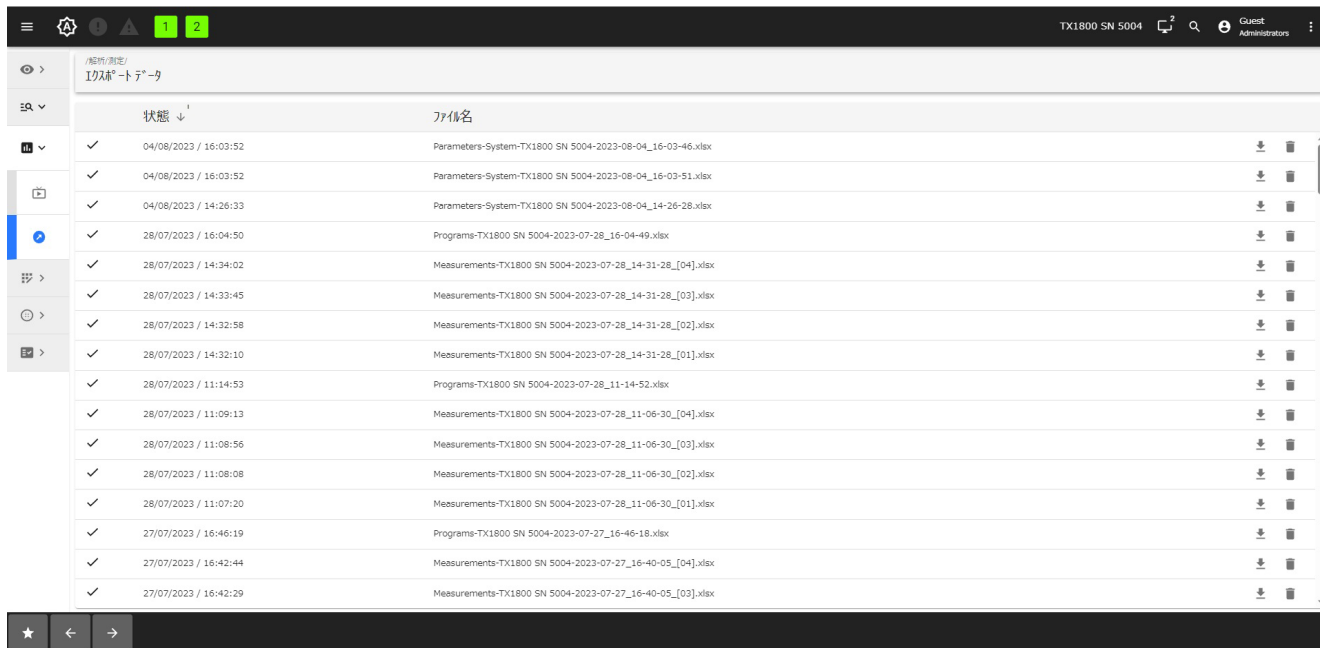 1 2 TX1800 SN 5004 2 Guest
Administrators
/解析/測定/
ｴｸｽﾎﾟｰﾄ ﾃﾞｰﾀ
状態 1 ﾌｧｲﾙ名
04/08/2023 / 16:03:52 Parameters-System-TX1800 SN 5004-2023-08-04_16-03-46.xlsx
04/08/2023 / 16:03:52 Parameters-System-TX1800 SN 5004-2023-08-04_16-03-51.xlsx
04/08/2023 / 14:26:33 Parameters-System-TX1800 SN 5004-2023-08-04_14-26-28.xlsx
28/07/2023 / 16:04:50 Programs-TX1800 SN 5004-2023-07-28_16-04-49.xlsx
28/07/2023 / 14:34:02 Measurements-TX1800 SN 5004-2023-07-28_14-31-28_[04].xlsx
28/07/2023 / 14:33:45 Measurements-TX1800 SN 5004-2023-07-28_14-31-28_[03].xlsx
28/07/2023 / 14:32:58 Measurements-TX1800 SN 5004-2023-07-28_14-31-28_[02].xlsx
28/07/2023 / 14:32:10 Measurements-TX1800 SN 5004-2023-07-28_14-31-28_[01].xlsx
28/07/2023 / 11:14:53 Programs-TX1800 SN 5004-2023-07-28_11-14-52.xlsx
28/07/2023 / 11:09:13 Measurements-TX1800 SN 5004-2023-07-28_11-06-30_[04].xlsx
28/07/2023 / 11:08:56 Measurements-TX1800 SN 5004-2023-07-28_11-06-30_[03].xlsx
28/07/2023 / 11:08:08 Measurements-TX1800 SN 5004-2023-07-28_11-06-30_[02].xlsx
28/07/2023 / 11:07:20 Measurements-TX1800 SN 5004-2023-07-28_11-06-30_[01].xlsx
27/07/2023 / 16:46:19 Programs-TX1800 SN 5004-2023-07-27_16-46-18.xlsx
27/07/2023 / 16:42:44 Measurements-TX1800 SN 5004-2023-07-27_16-40-05_[04].xlsx
27/07/2023 / 16:42:29 Measurements-TX1800 SN 5004-2023-07-27_16-40-05_[03].xlsx